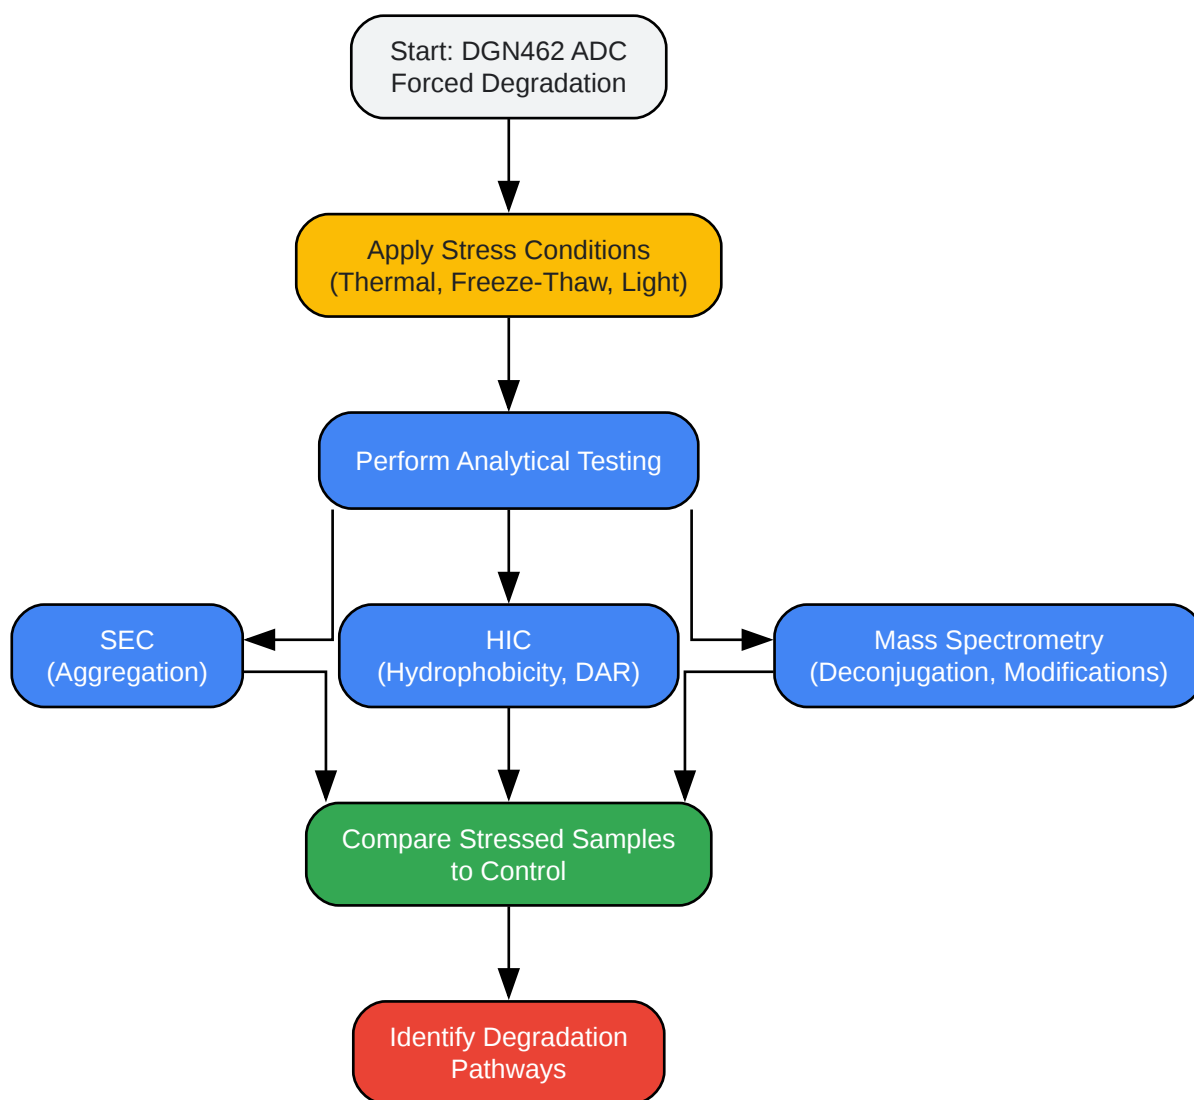 Start: DGN462 ADC
Forced Degradation
Apply Stress Conditions
(Thermal, Freeze-Thaw, Light)
Perform Analytical Testing
SEC
(Aggregation)
HIC
(Hydrophobicity, DAR)
Mass Spectrometry
(Deconjugation, Modifications)
Compare Stressed Samples
to Control
Identify Degradation
Pathways